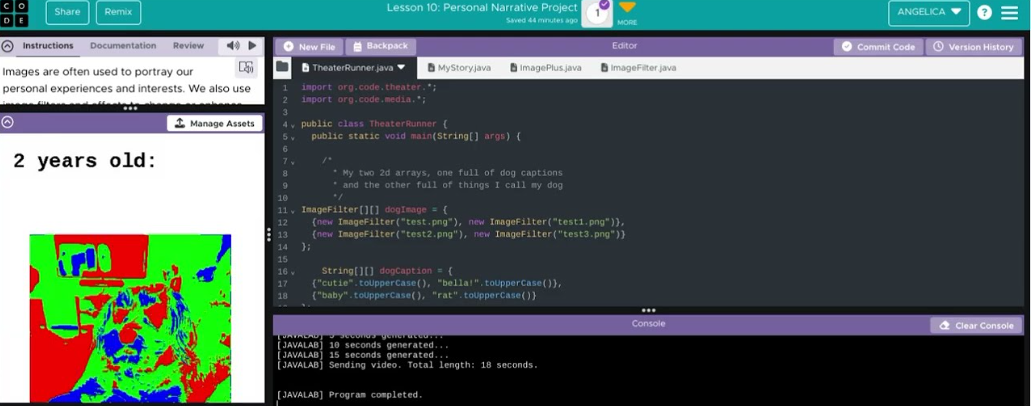 C O
D E
Share
Remix
Lesson 10: Personal Narrative Project
Saved 44 minutes ago
1
MORE
ANGELICA
?
Instructions Documentation Review
New File
Backpack
Editor
Commit Code
Version History
TheaterRunner.java
MyStory.java
ImagePlus.java
ImageFilter.java
Images are often used to portray our
personal experiences and interests. We also use
Manage Assets
2 years old:
1 import org.code.theater.*;
2 import org.code.media.*;
3
4 public class TheaterRunner {
5 public static void main(String[] args) {
6
7 /*
8 * My two 2d arrays, one full of dog captions
9 * and the other full of things I call my dog
10 */
11 ImageFilter[][] dogImage = {
12 {new ImageFilter("test.png"), new ImageFilter("test1.png")},
13 {new ImageFilter("test2.png"), new ImageFilter("test3.png")}
14 };
15
16 String[][] dogCaption = {
17 {"cutie".toUpperCase(), "bella!".toUpperCase()},
18 {"baby".toUpperCase(), "rat".toUpperCase()}
Console
Clear Console
[JAVALAB] 5 seconds generated...
[JAVALAB] 10 seconds generated...
[JAVALAB] 15 seconds generated...
[JAVALAB] Sending video. Total length: 18 seconds.
[JAVALAB] Program completed.